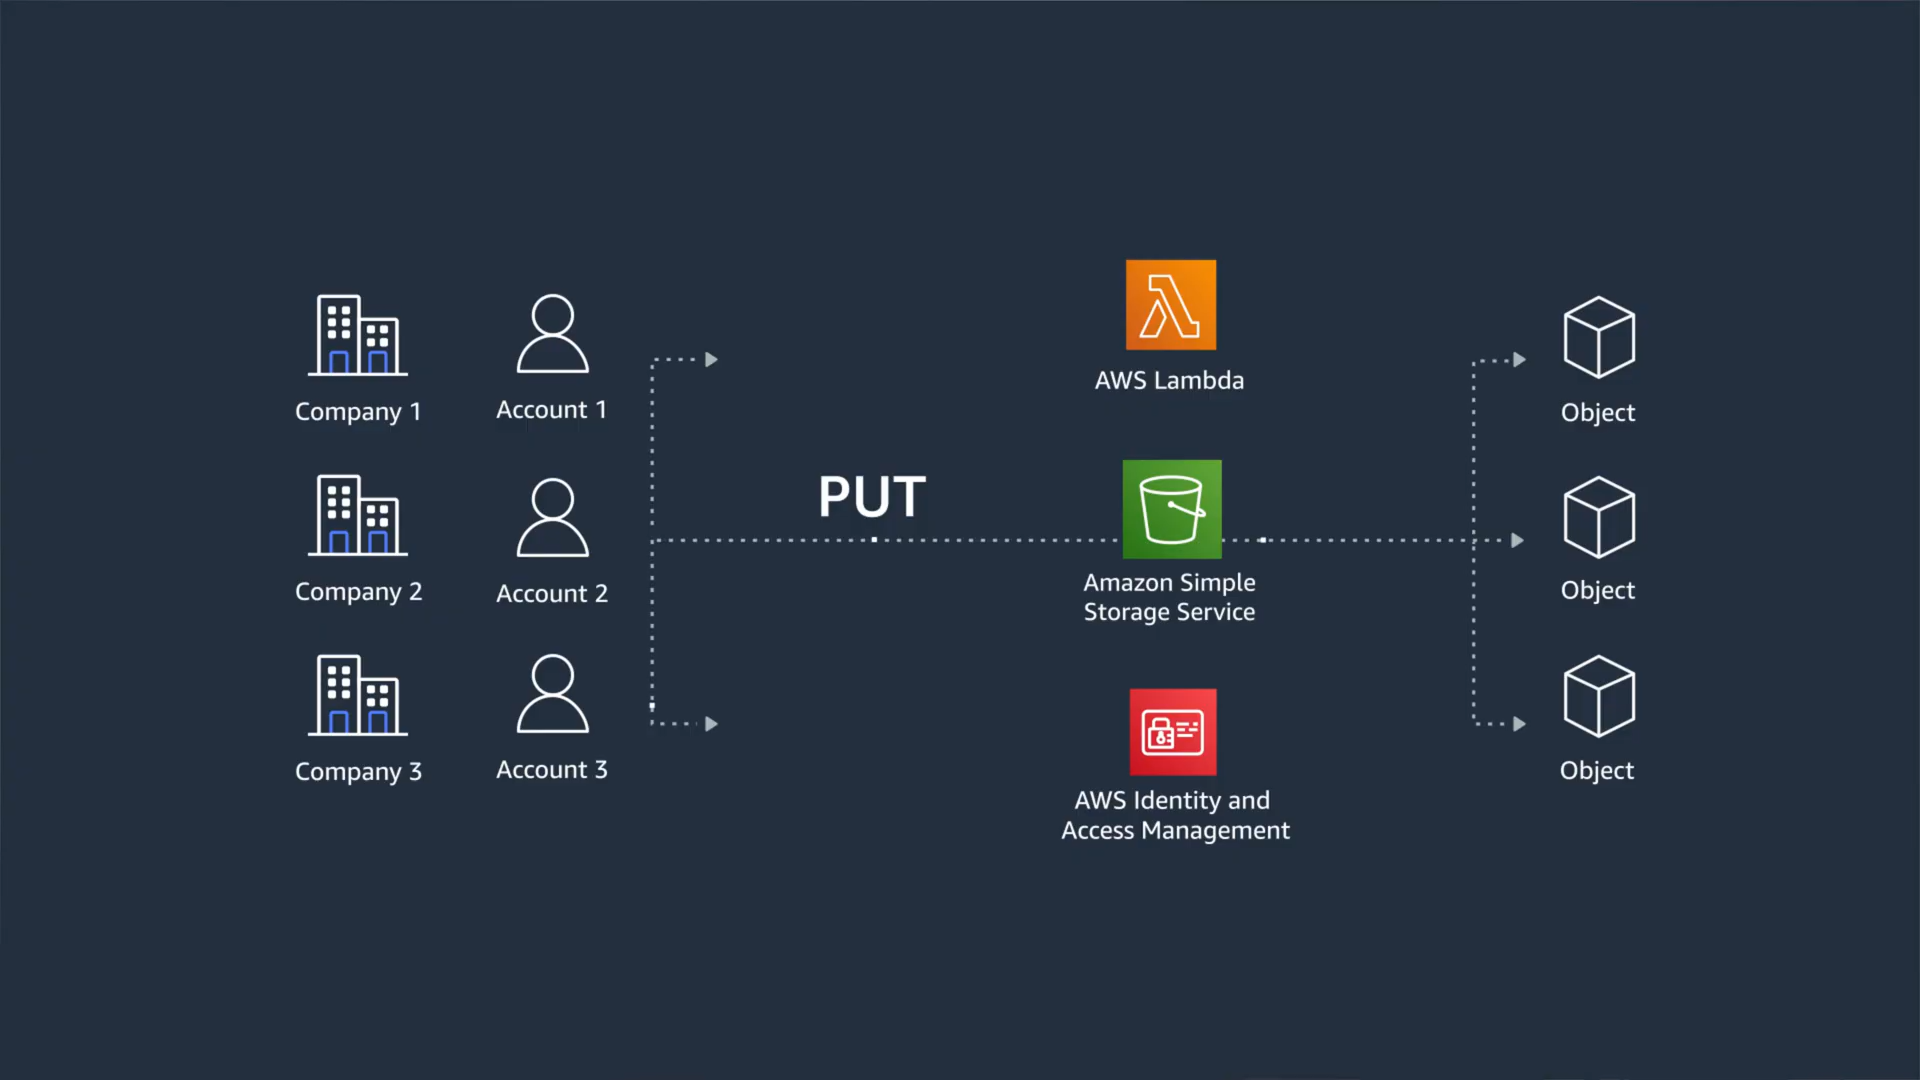 Company 1
Account 1
Company 2
Account 2
Company 3
Account 3
PUT
AWS Lambda
Amazon Simple
Storage Service
AWS Identity and
Access Management
Object
Object
Object